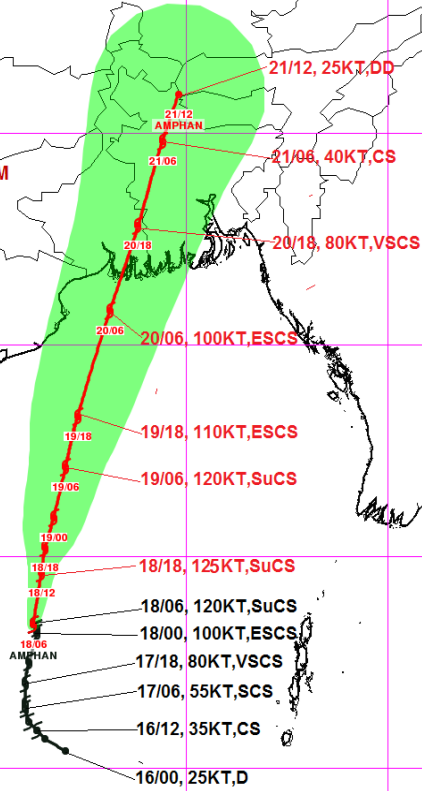 21/12, 25KT,DD
21/12
AMPHAN
21/06
21/06, 40KT,CS
M
20/18
20/18, 80KT,VSCS
20/06
20/06, 100KT,ESCS
19/18
19/18, 110KT,ESCS
19/06
19/06, 120KT,SuCS
19/00
18/18
18/18, 125KT,SuCS
18/12
18/06, 120KT,SuCS
18/00, 100KT,ESCS
18/06
AMPHAN
17/18, 80KT,VSCS
17/06, 55KT,SCS
16/12, 35KT,CS
16/00, 25KT,D